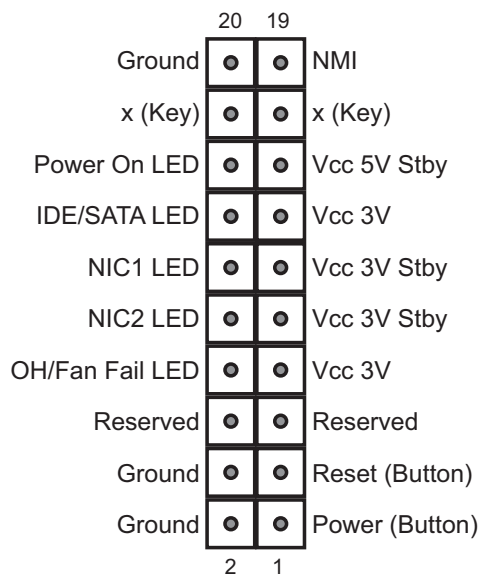 20 19
Ground NMI
x (Key) x (Key)
Power On LED Vcc 5V Stby
IDE/SATA LED Vcc 3V
NIC1 LED Vcc 3V Stby
NIC2 LED Vcc 3V Stby
OH/Fan Fail LED Vcc 3V
Reserved Reserved
Ground Reset (Button)
Ground Power (Button)
2 1